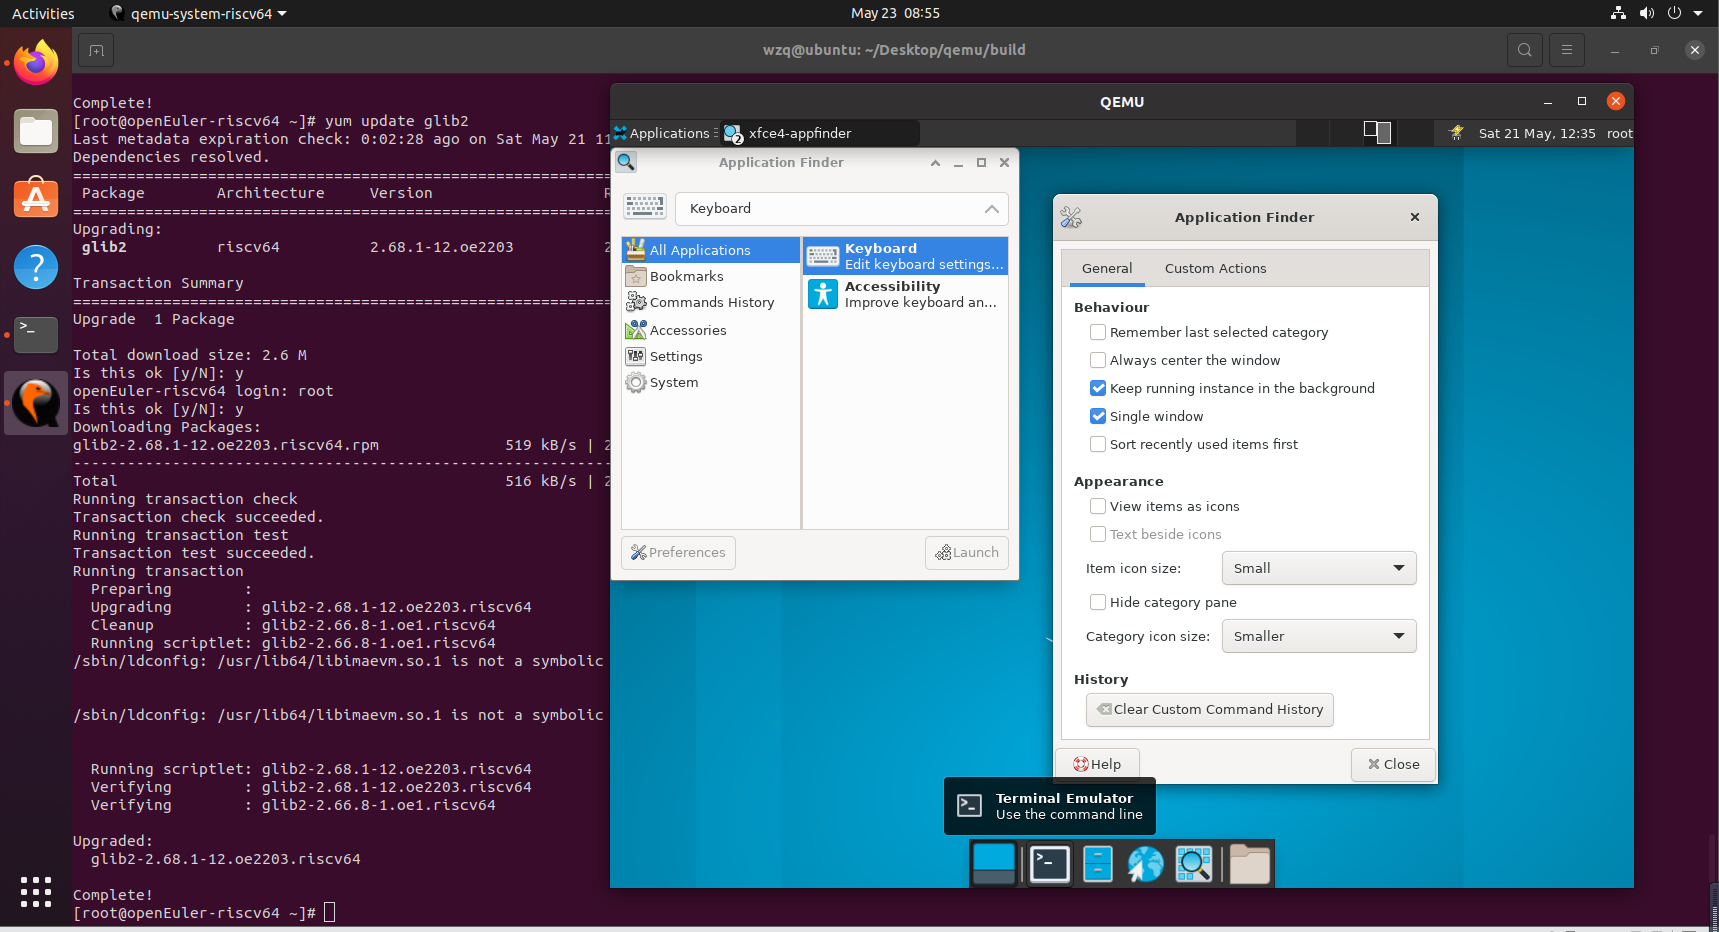 Activities
qemu-system-riscv64
May 23 08:55
wzq@ubuntu: ~/Desktop/qemu/build
Complete!
[root@openEuler-riscv64 ~]# yum update glib2
Last metadata expiration check: 0:02:28 ago on Sat May 21 11
Dependencies resolved.
================================================================
Package Architecture Version R
================================================================
Upgrading:
glib2 riscv64 2.68.1-12.oe2203 2
Transaction Summary
================================================================
Upgrade 1 Package
Total download size: 2.6 M
Is this ok [y/N]: y
openEuler-riscv64 login: root
Is this ok [y/N]: y
Downloading Packages:
glib2-2.68.1-12.oe2203.riscv64.rpm 519 kB/s | 2
----------------------------------------------------------------
Total 516 kB/s | 2
Running transaction check
Transaction check succeeded.
Running transaction test
Transaction test succeeded.
Running transaction
Preparing :
Upgrading : glib2-2.68.1-12.oe2203.riscv64
Cleanup : glib2-2.66.8-1.oe1.riscv64
Running scriptlet: glib2-2.66.8-1.oe1.riscv64
/sbin/ldconfig: /usr/lib64/libimaevm.so.1 is not a symbolic
/sbin/ldconfig: /usr/lib64/libimaevm.so.1 is not a symbolic
Running scriptlet: glib2-2.68.1-12.oe2203.riscv64
Verifying : glib2-2.68.1-12.oe2203.riscv64
Verifying : glib2-2.66.8-1.oe1.riscv64
Upgraded:
glib2-2.68.1-12.oe2203.riscv64
Complete!
[root@openEuler-riscv64 ~]#
QEMU
Applications
2
xfce4-appfinder
Sat 21 May, 12:35
root
Application Finder
Keyboard
All Applications
Bookmarks
Commands History
Accessories
Settings
System
Keyboard
Edit keyboard settings...
Accessibility
Improve keyboard an...
Preferences
Launch
Application Finder
General
Custom Actions
Behaviour
Remember last selected category
Always center the window
Keep running instance in the background
Single window
Sort recently used items first
Appearance
View items as icons
Text beside icons
Item icon size: Small
Hide category pane
Category icon size: Smaller
History
Clear Custom Command History
Help
Close
Terminal Emulator
Use the command line